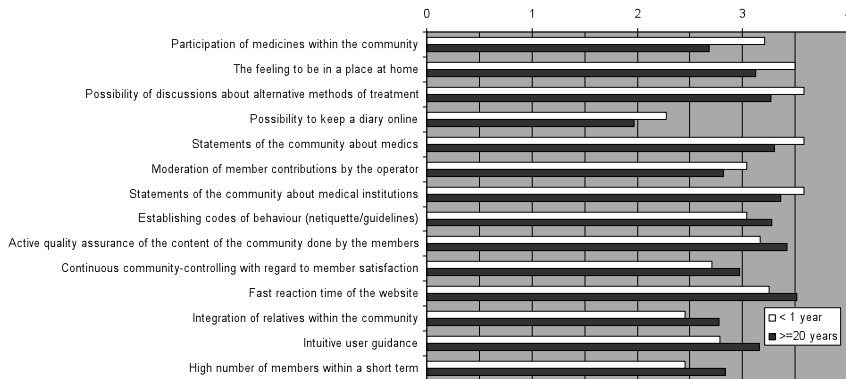 0 1 2 3
Participation of medicines within the community
The feeling to be in a place at home
Possibility of discussions about alternative methods of treatment
Possibility to keep a diary online
Statements of the community about medics
Moderation of member contributions by the operator
Statements of the community about medical institutions
Establishing codes of behaviour (netiquette/guidelines)
Active quality assurance of the content of the community done by the members
Continuous community-controlling with regard to member satisfaction
Fast reaction time of the website
Integration of relatives within the community
Intuitive user guidance
High number of members within a short term
< 1 year
>=20 years